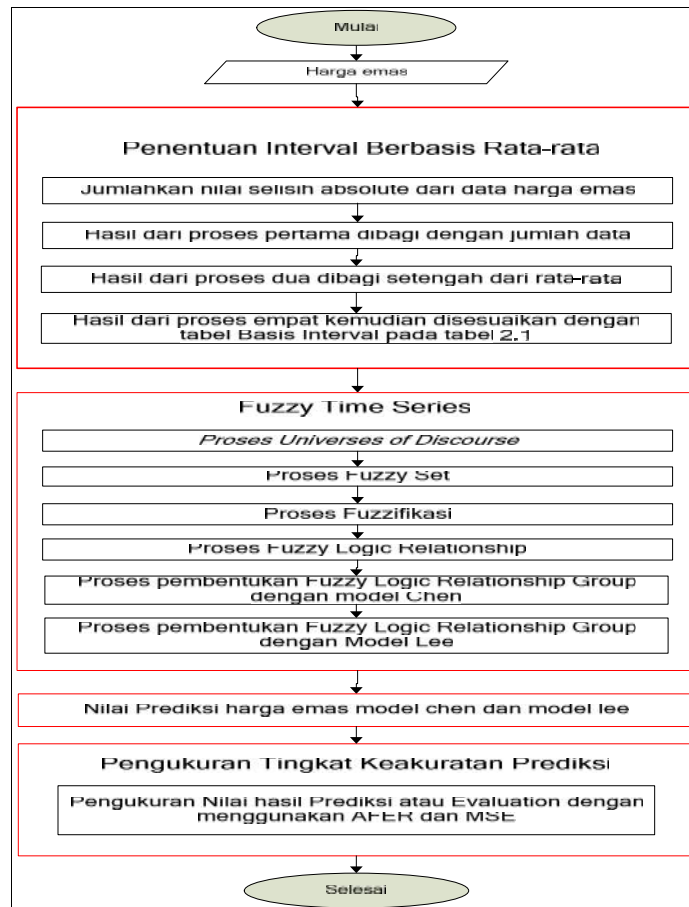 Mulai
Harga emas
Penentuan Interval Berbasis Rata-rata
Jumlahkan nilai selisih absolute dari data harga emas
Hasil dari proses pertama dibagi dengan jumlah data
Hasil dari proses dua dibagi setengah dari rata-rata
Hasil dari proses empat kemudian disesuaikan dengan
tabel Basis Interval pada tabel 2.1
Fuzzy Time Series
Proses Universes of Discourse
Proses Fuzzy Set
Proses Fuzzifikasi
Proses Fuzzy Logic Relationship
Proses pembentukan Fuzzy Logic Relationship Group
dengan model Chen
Proses pembentukan Fuzzy Logic Relationship Group
dengan Model Lee
Nilai Prediksi harga emas model chen dan model lee
Pengukuran Tingkat Keakuratan Prediksi
Pengukuran Nilai hasil Prediksi atau Evaluation dengan
menggunakan AFER dan MSE
Selesai